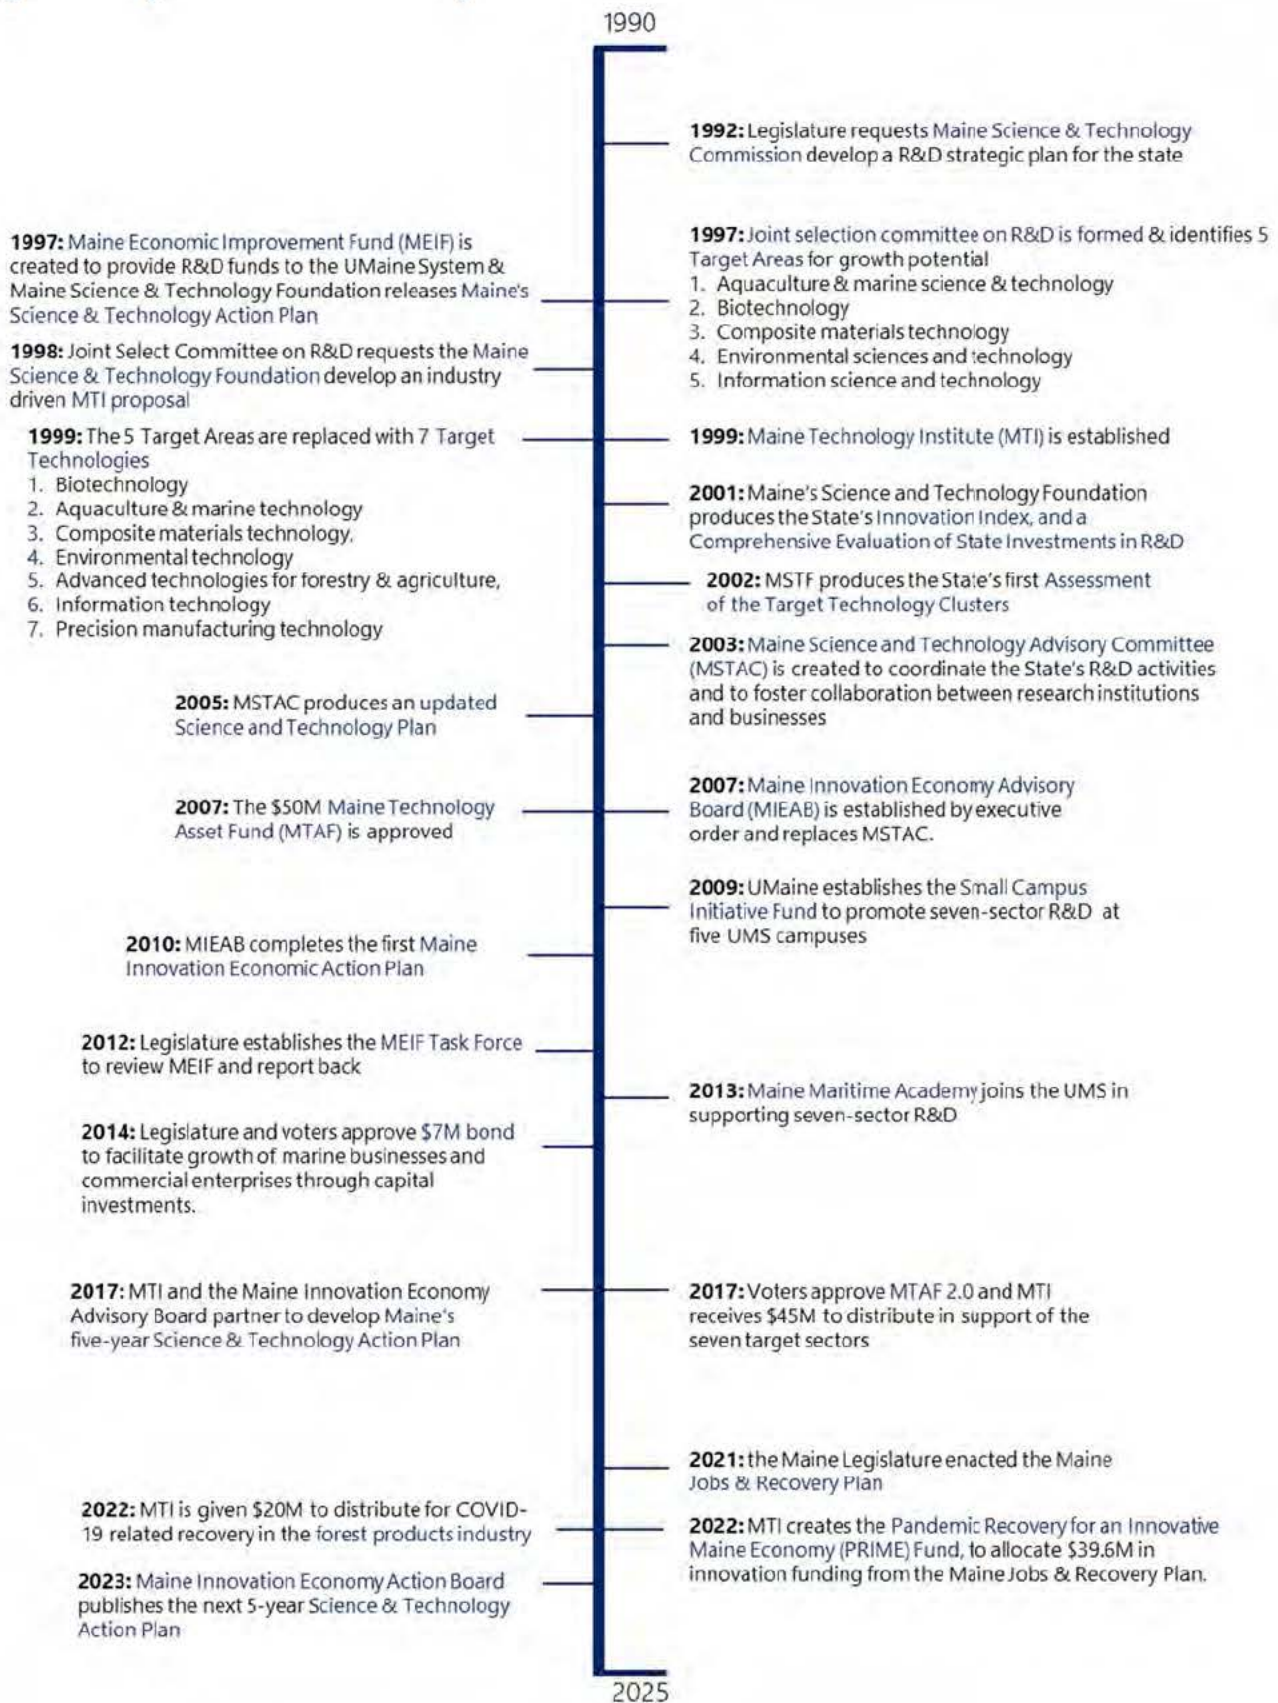 1990
1992: Legislature requests Maine Science & Technology
Commission develop a R&D strategic plan for the state
1997: Maine Economic Improvement Fund (MEIF) is
created to provide R&D funds to the UMaine System &
Maine Science & Technology Foundation releases Maine's
Science & Technology Action Plan
1997: Joint selection committee on R&D is formed & identifies 5
Target Areas for growth potential
1. Aquaculture & marine science & technology
2. Biotechnology
3. Composite materials technology
4. Environmental sciences and technology
5. Information science and technology
1998: Joint Select Committee on R&D requests the Maine
Science & Technology Foundation develop an industry
driven MTI proposal
1999: The 5 Target Areas are replaced with 7 Target
Technologies
1. Biotechnology
2. Aquaculture & marine technology
3. Composite materials technology,
4. Environmental technology
5. Advanced technologies for forestry & agriculture,
6. Information technology
7. Precision manufacturing technology
1999: Maine Technology Institute (MTI) is established
2001: Maine's Science and Technology Foundation
produces the State's Innovation Index, and a
Comprehensive Evaluation of State Investments in R&D
2002: MSTF produces the State's first Assessment
of the Target Technology Clusters
2003: Maine Science and Technology Advisory Committee
(MSTAC) is created to coordinate the State's R&D activities
and to foster collaboration between research institutions
and businesses
2005: MSTAC produces an updated
Science and Technology Plan
2007: The $50M Maine Technology
Asset Fund (MTAF) is approved
2007: Maine Innovation Economy Advisory
Board (MIEAB) is established by executive
order and replaces MSTAC.
2009: UMaine establishes the Small Campus
Initiative Fund to promote seven-sector R&D at
five UMS campuses
2010: MIEAB completes the first Maine
Innovation Economic Action Plan
2012: Legislature establishes the MEIF Task Force
to review MEIF and report back
2013: Maine Maritime Academy joins the UMS in
supporting seven-sector R&D
2014: Legislature and voters approve $7M bond
to facilitate growth of marine businesses and
commercial enterprises through capital
investments.
2017: MTI and the Maine Innovation Economy
Advisory Board partner to develop Maine's
five-year Science & Technology Action Plan
2017: Voters approve MTAF 2.0 and MTI
receives $45M to distribute in support of the
seven target sectors
2021: the Maine Legislature enacted the Maine
Jobs & Recovery Plan
2022: MTI is given $20M to distribute for COVID-
19 related recovery in the forest products industry
2022: MTI creates the Pandemic Recovery for an Innovative
Maine Economy (PRIME) Fund, to allocate $39.6M in
innovation funding from the Maine Jobs & Recovery Plan.
2023: Maine Innovation Economy Action Board
publishes the next 5-year Science & Technology
Action Plan
2025